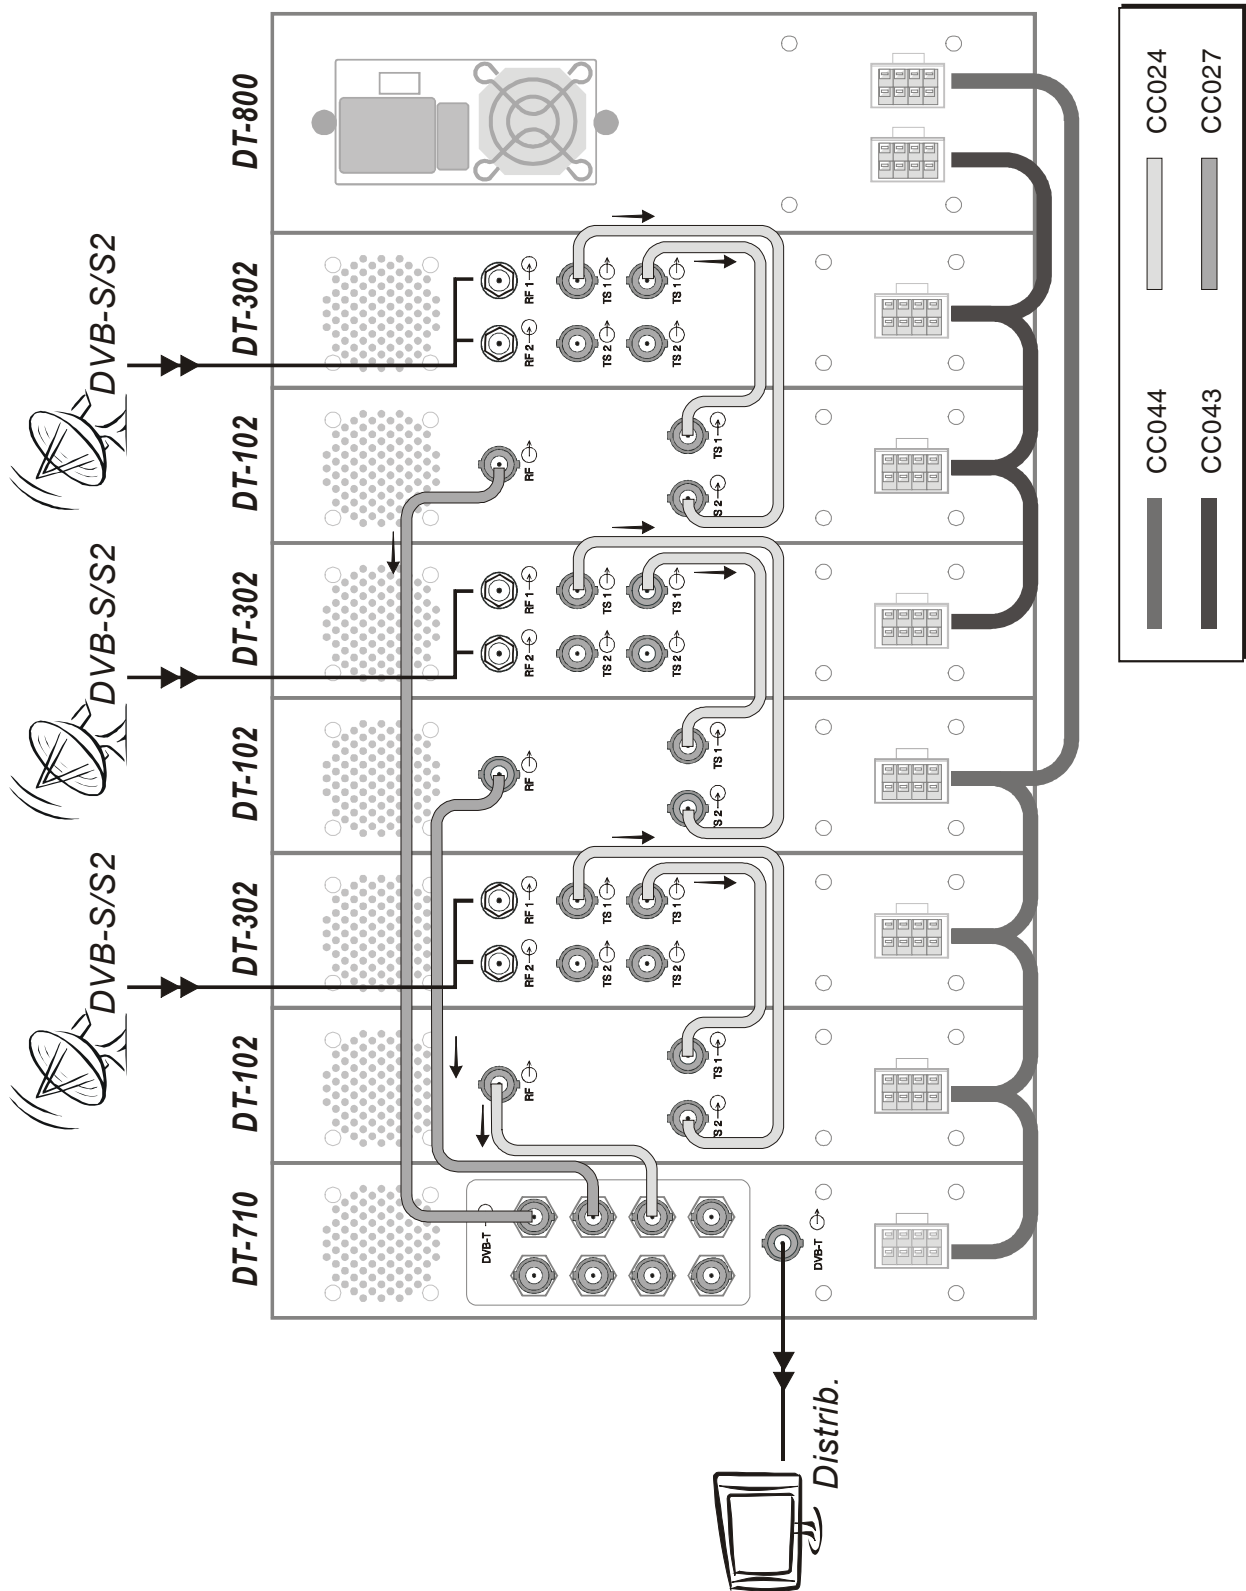 DVB-S/S2
DVB-S/S2
DVB-S/S2
DT-710
DT-102
DT-302
DT-102
DT-302
DT-102
DT-302
DT-800
DVB-T
RF
RF 2
RF 1
RF
RF 2
RF 1
RF
RF 2
RF 1
TS 2
TS 1
TS 2
TS 1
TS 2
TS 1
TS 2
TS 1
TS 2
TS 1
TS 2
TS 1
S 2
TS 1
S 2
TS 1
S 2
TS 1
DVB-T
Distrib.
CC044
CC024
CC043
CC027